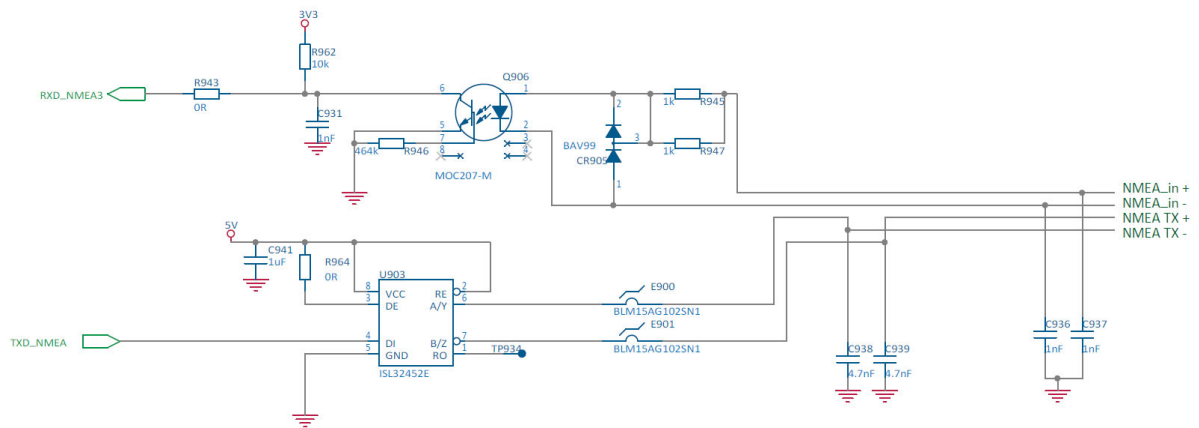 3V3
R962
10k
R943
0R
RXD_NMEA3
C931
1nF
Q906
6
1
5
2
7
3
8
4
464k
R946
MOC207-M
BAV99
CR905
2
3
1
1k
R945
1k
R947
NMEA_in +
NMEA_in -
NMEA TX +
NMEA TX -
5V
C941
1uF
R964
0R
U903
8
VCC
RE
2
3
DE
A/Y
6
4
DI
B/Z
7
5
GND
RO
1
ISL32452E
TXD_NMEA
TP934
E900
BLM15AG102SN1
E901
BLM15AG102SN1
C938
4.7nF
C939
4.7nF
C936
1nF
C937
1nF